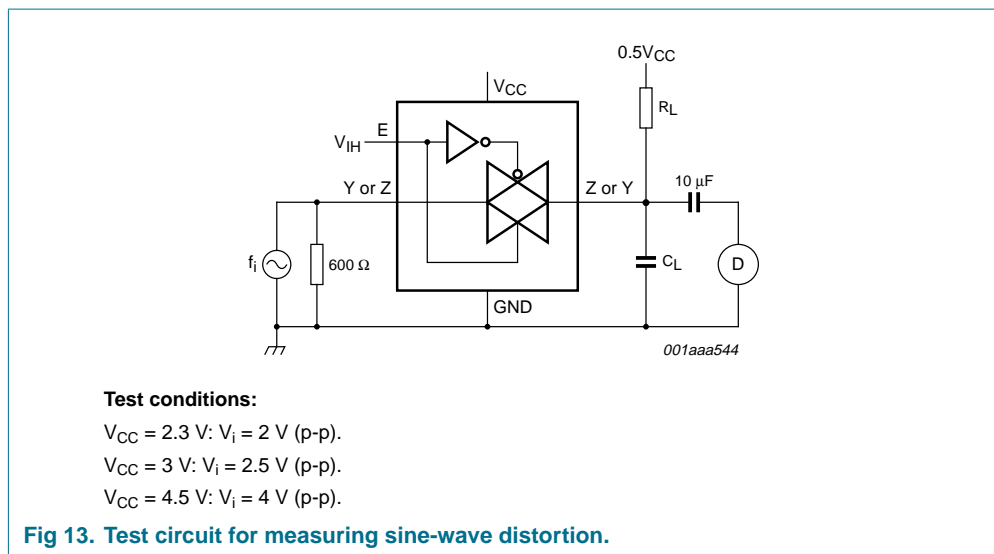 0.5VCC
VCC
RL
E
VIH
Y or Z
Z or Y
10 μF
fi
600 Ω
CL
D
GND
001aaa544
Test conditions:
VCC = 2.3 V: Vi = 2 V (p-p).
VCC = 3 V: Vi = 2.5 V (p-p).
VCC = 4.5 V: Vi = 4 V (p-p).
Fig 13. Test circuit for measuring sine-wave distortion.